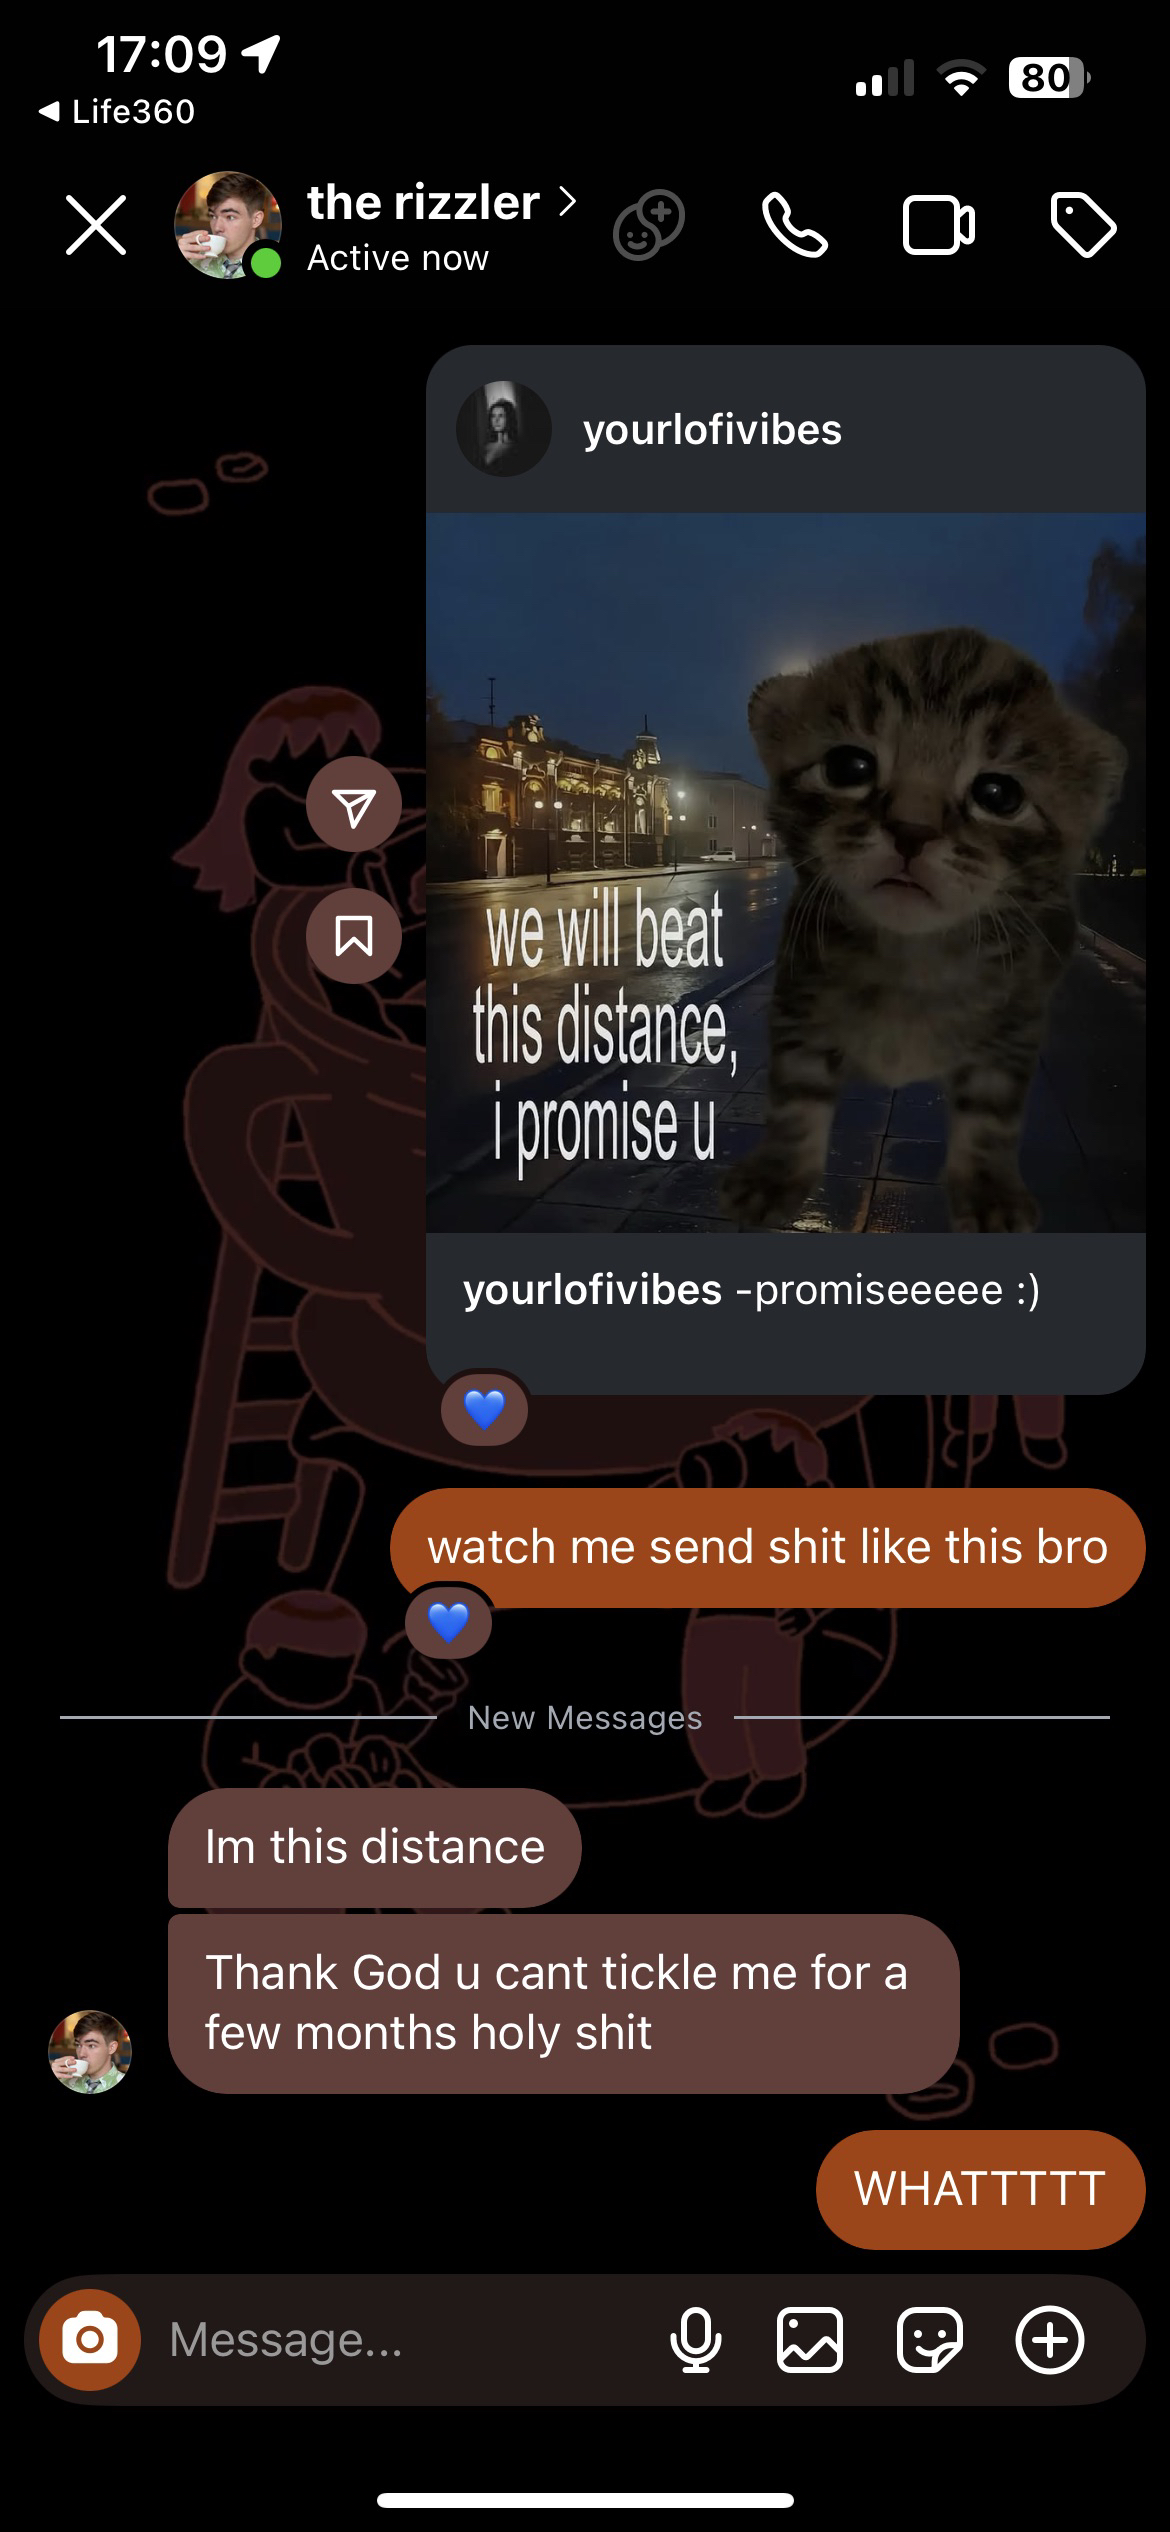 17:09
Life360
80
the rizzler
Active now
yourlofivibes
we will beat
this distance,
i promise u
yourlofivibes -promiseeeee :)
💙
watch me send shit like this bro
💙
New Messages
Im this distance
Thank God u cant tickle me for a
few months holy shit
WHATTTTT
Message...